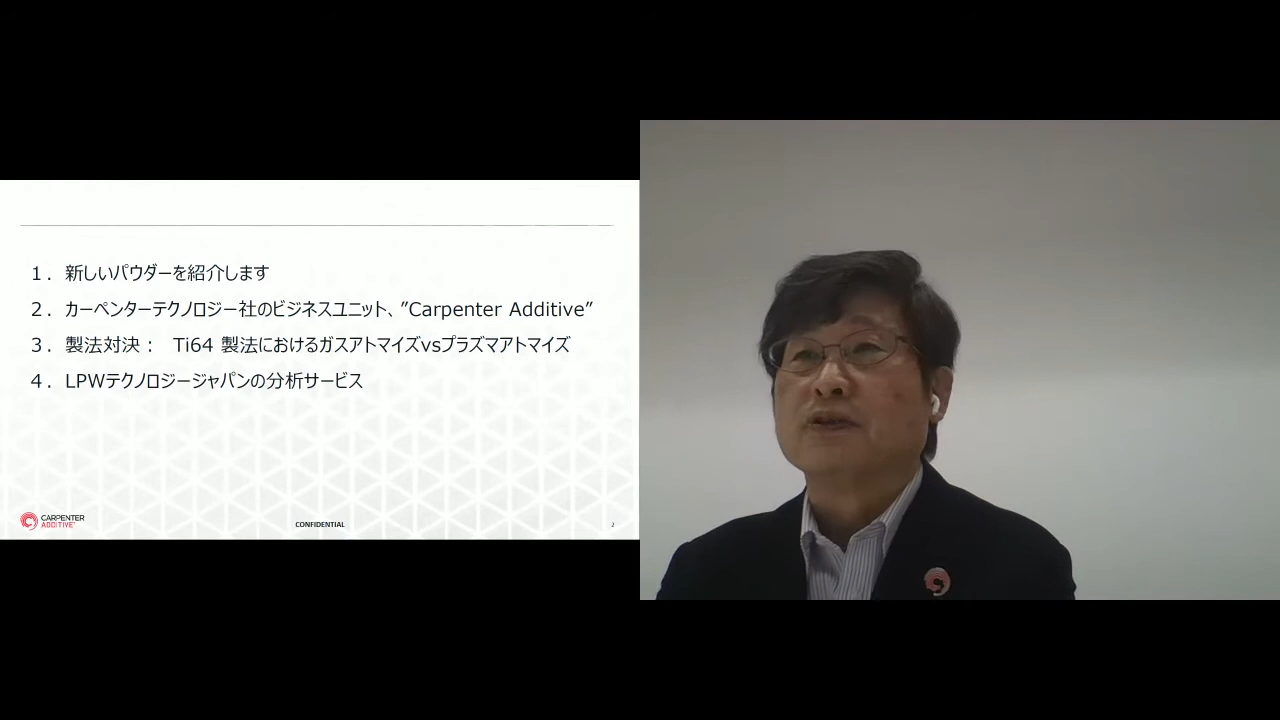 １．新しいパウダーを紹介します
２．カーペンターテクノロジー社のビジネスユニット、”Carpenter Additive”
３．製法対決： Ti64 製法におけるガスアトマイズvsプラズマアトマイズ
４．LPWテクノロジージャパンの分析サービス
CARPENTER
ADDITIVE
CONFIDENTIAL
2